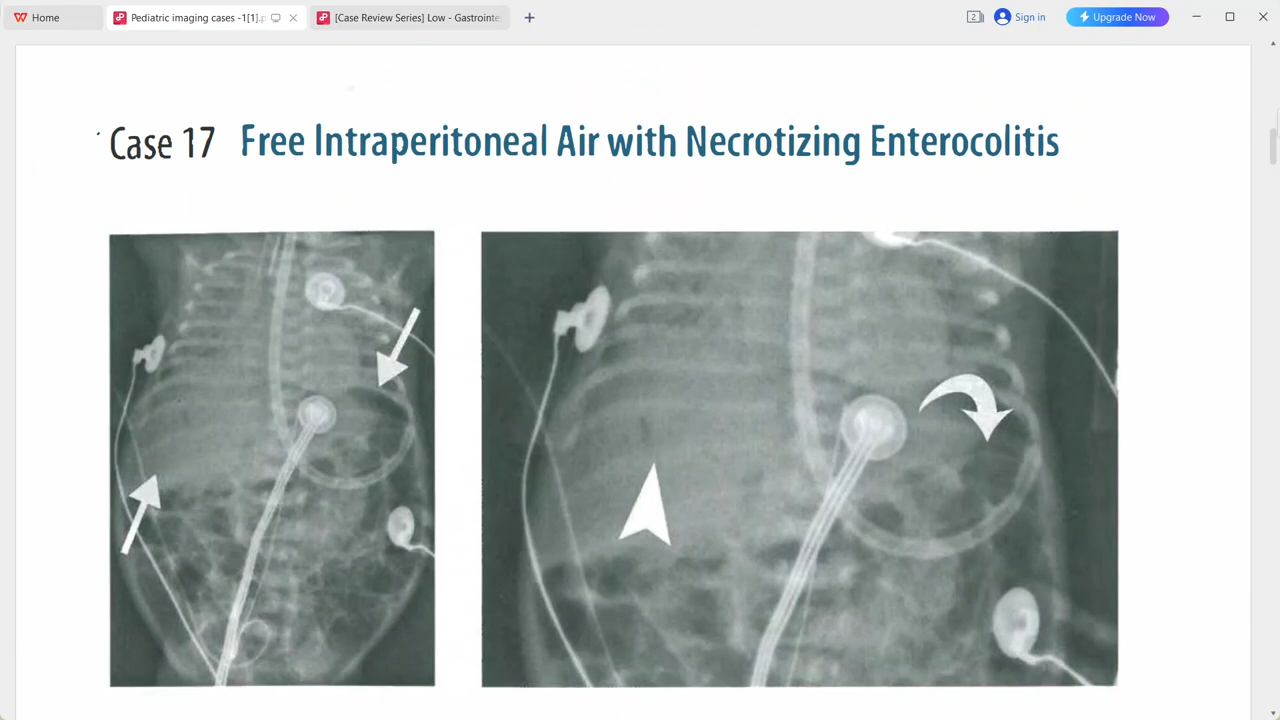 Home
Pediatric imaging cases -1[1].p
[Case Review Series] Low - Gastrointe
2
Sign in
Upgrade Now
Case 17 Free Intraperitoneal Air with Necrotizing Enterocolitis